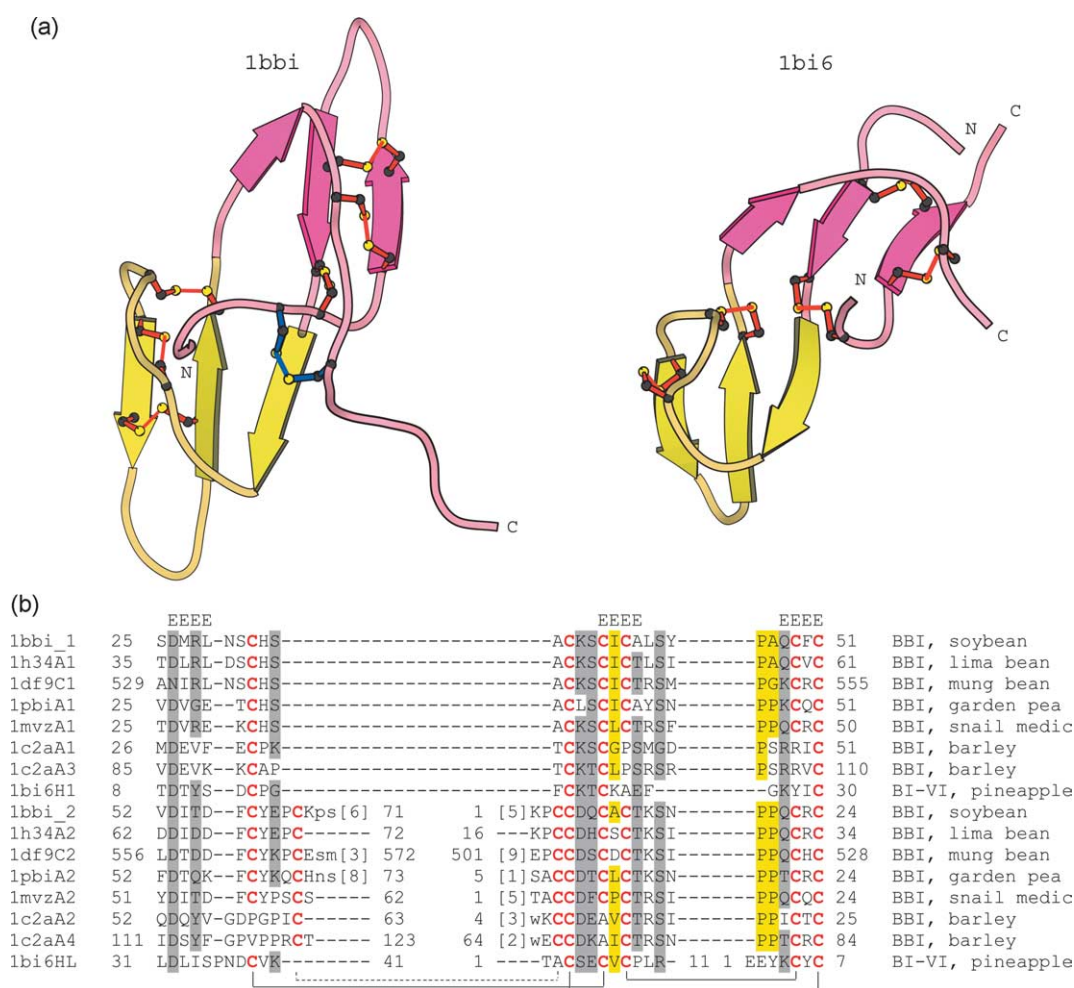 (a)
1bbi
1bi6
N
C
N
N
C
C
(b)
EEEE EEEE EEEE
1bbi_1 25 SDMRL-NSCHS----------------------ACKSCICALSY-------PAQCFC 51 BBI, soybean
1h34A1 35 TDLRLDSCHS----------------------ACKSCICTLSI-------PAQCVC 61 BBI, lima bean
1df9C1 529 ANIRLNSCHS----------------------ACKSCICTRSM-------PGKCRC 555 BBI, mung bean
1pbiA1 25 VDVGE-TCHS----------------------ACLSCICAYSN-------PPKCQC 51 BBI, garden pea
1mvzA1 25 TDVRE-KCHS----------------------ACKSCLCTRSF-------PPQCRC 50 BBI, snail medic
1c2aA1 26 MDEVF-ECPK----------------------TCKSCGPSMGD-------PSRRIC 51 BBI, barley
1c2aA3 85 VDEVK-KCAP----------------------TCKTCLPSRSR-------PSRRVC 110 BBI, barley
1bi6H1 8 TDTYS-DCPG----------------------FCKTCKAEF---------GKYIC 30 BI-VI, pineapple
1bbi_2 52 VDITD-FCYEPCKps[6] 71 1 [5]KPCCDQCACTKSN-------PPQCRC 24 BBI, soybean
1h34A2 62 DDIDD-FCYEPC------ 72 16 ---KPCCDHCSCTKSI-------PPQCRC 34 BBI, lima bean
1df9C2 556 LDTDD-FCYKPCEsm[3] 572 501 [9]EPCCDSCDCTKSI-------PPQCHC 528 BBI, mung bean
1pbiA2 52 FDTQK-FCYKQCHns[8] 73 5 [1]SACCDTCLCTKSN-------PPTCRC 24 BBI, garden pea
1mvzA2 51 YDITD-FCYPSCS----- 62 1 [5]TACCDFCPCTRSI-------PPQCQC 24 BBI, snail medic
1c2aA2 52 QDQYV-GDPGPIC----- 63 4 [3]wKCCDEAVCTRSI-------PPICTC 25 BBI, barley
1c2aA4 111 IDSYF-GPVPPRCT---- 123 64 [2]wECCDKAICTRSN-------PPTCRC 84 BBI, barley
1bi6HL 31 LDLISPNDCVK------- 41 1 ----TACSECVCPLR- 11 1 EEYKCYC 7 BI-VI, pineapple